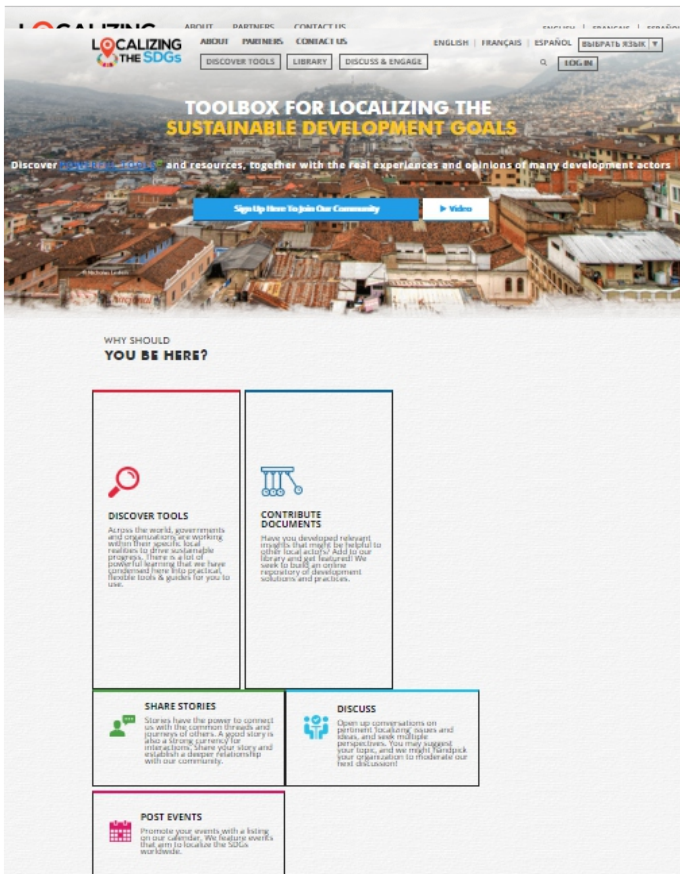 ABOUT PARTNERS CONTACT US
ENGLISH | FRANÇAIS | ESPAÑOL ВЫБРАТЬ ЯЗЫК ▼
LOCALIZING
THE SDGs
DISCOVER TOOLS LIBRARY DISCUSS & ENGAGE
LOG IN
TOOLBOX FOR LOCALIZING THE
SUSTAINABLE DEVELOPMENT GOALS
Discover and resources, together with the real experiences and opinions of many development actors
Sign Up Here To Join Our Community
Video
WHY SHOULD
YOU BE HERE?
DISCOVER TOOLS
Across the world, governments
and organizations are working
within their specific local
realities to drive sustainable
progress. There is a lot of
powerful learning that we have
condensed here into practical,
flexible tools & guides for you to
use.
CONTRIBUTE
DOCUMENTS
Have you developed relevant
insights that might be helpful to
other local actors? Add to our
library and get featured! We
seek to build an online
repository of development
solutions and practices.
SHARE STORIES
Stories have the power to connect
us with the common threads and
journeys of others. A good story is
also a strong currency for
interactions. Share your story and
establish a deeper relationship
with our community.
DISCUSS
Open up conversations on
pertinent 'localizing' issues and
ideas, and seek multiple
perspectives. You may suggest
your topic, and we might handpick
your organization to moderate our
next discussion!
POST EVENTS
Promote your events with a listing
on our calendar. We feature events
that aim to localize the SDGs
worldwide.